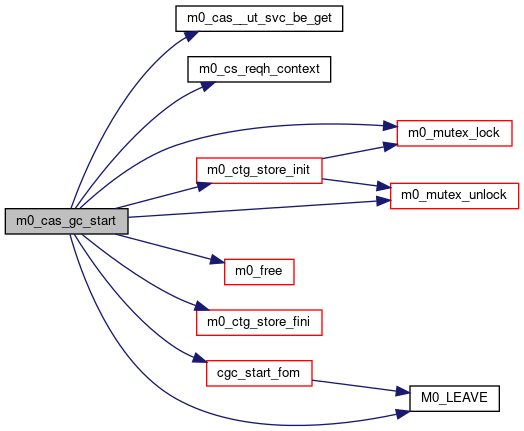 m0_cas__ut_svc_be_get
m0_cs_reqh_context
m0_mutex_lock
m0_ctg_store_init
m0_mutex_unlock
m0_cas_gc_start
m0_free
m0_ctg_store_fini
cgc_start_fom
M0_LEAVE